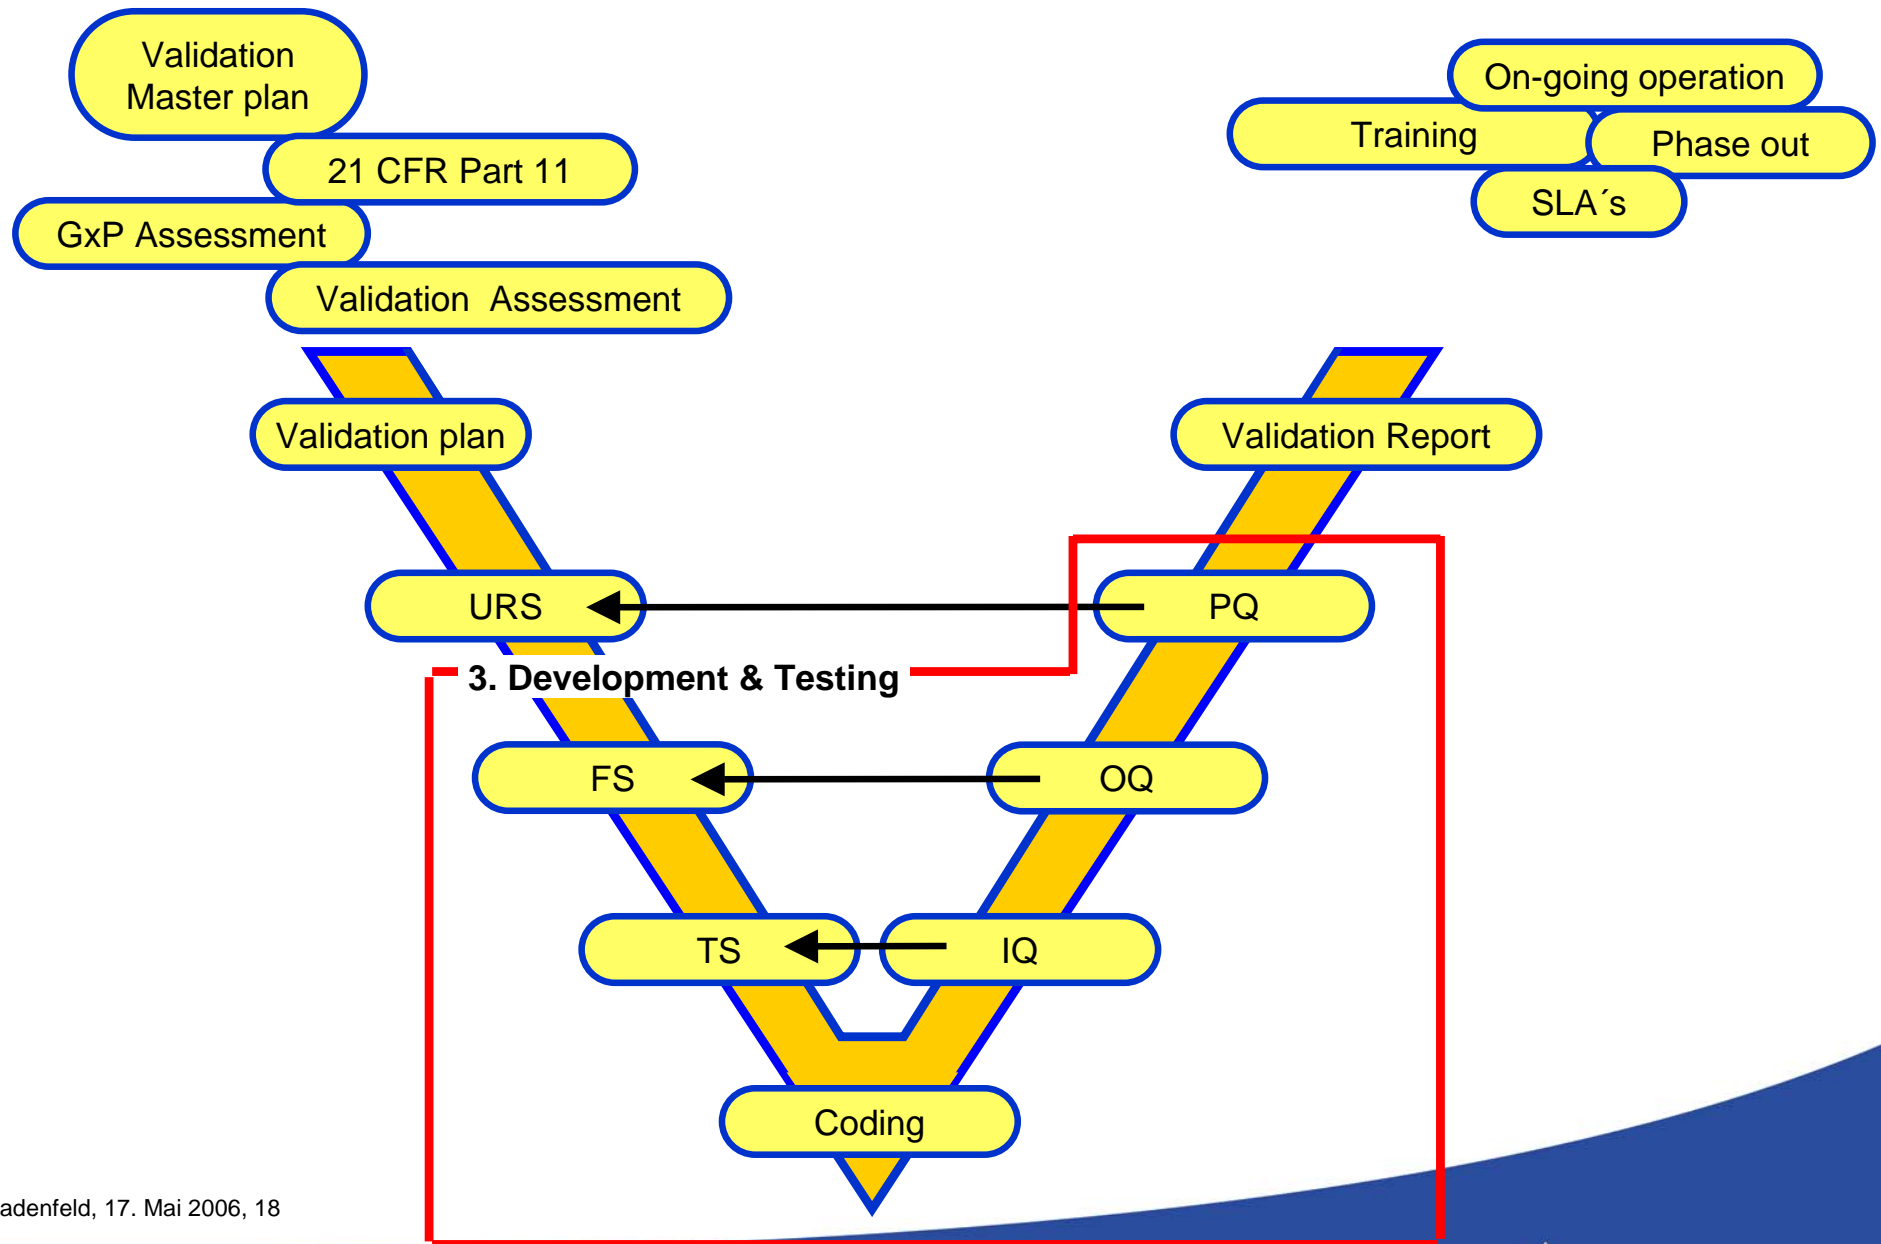 Validation
Master plan
21 CFR Part 11
GxP Assessment
Validation Assessment
On-going operation
Training
Phase out
SLA´s
Validation plan
Validation Report
URS
PQ
3. Development & Testing
FS
OQ
TS
IQ
Coding
adenfeld, 17. Mai 2006, 18